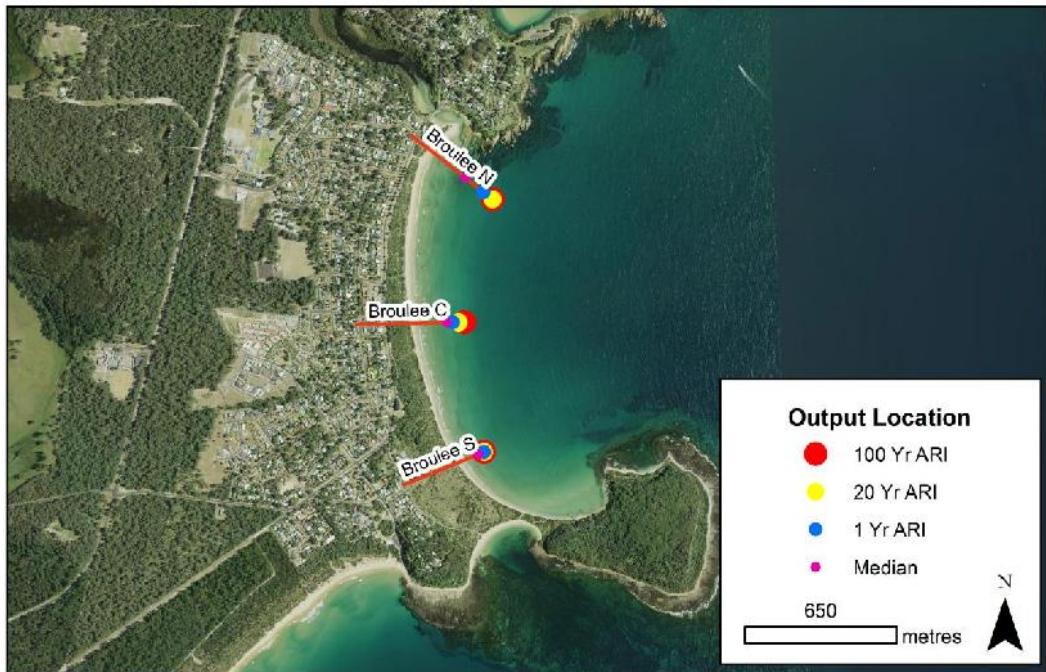 Broulee N
Broulee C
Broulee S
Output Location
100 Yr ARI
20 Yr ARI
1 Yr ARI
Median
N
650
metres